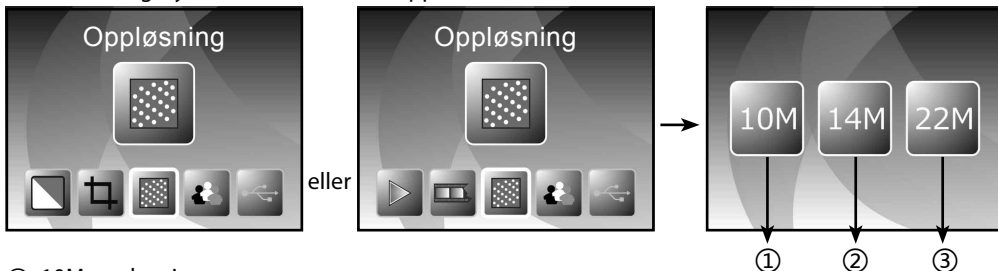 Oppløsning
eller
Oppløsning
10M
14M
22M
①
②
③